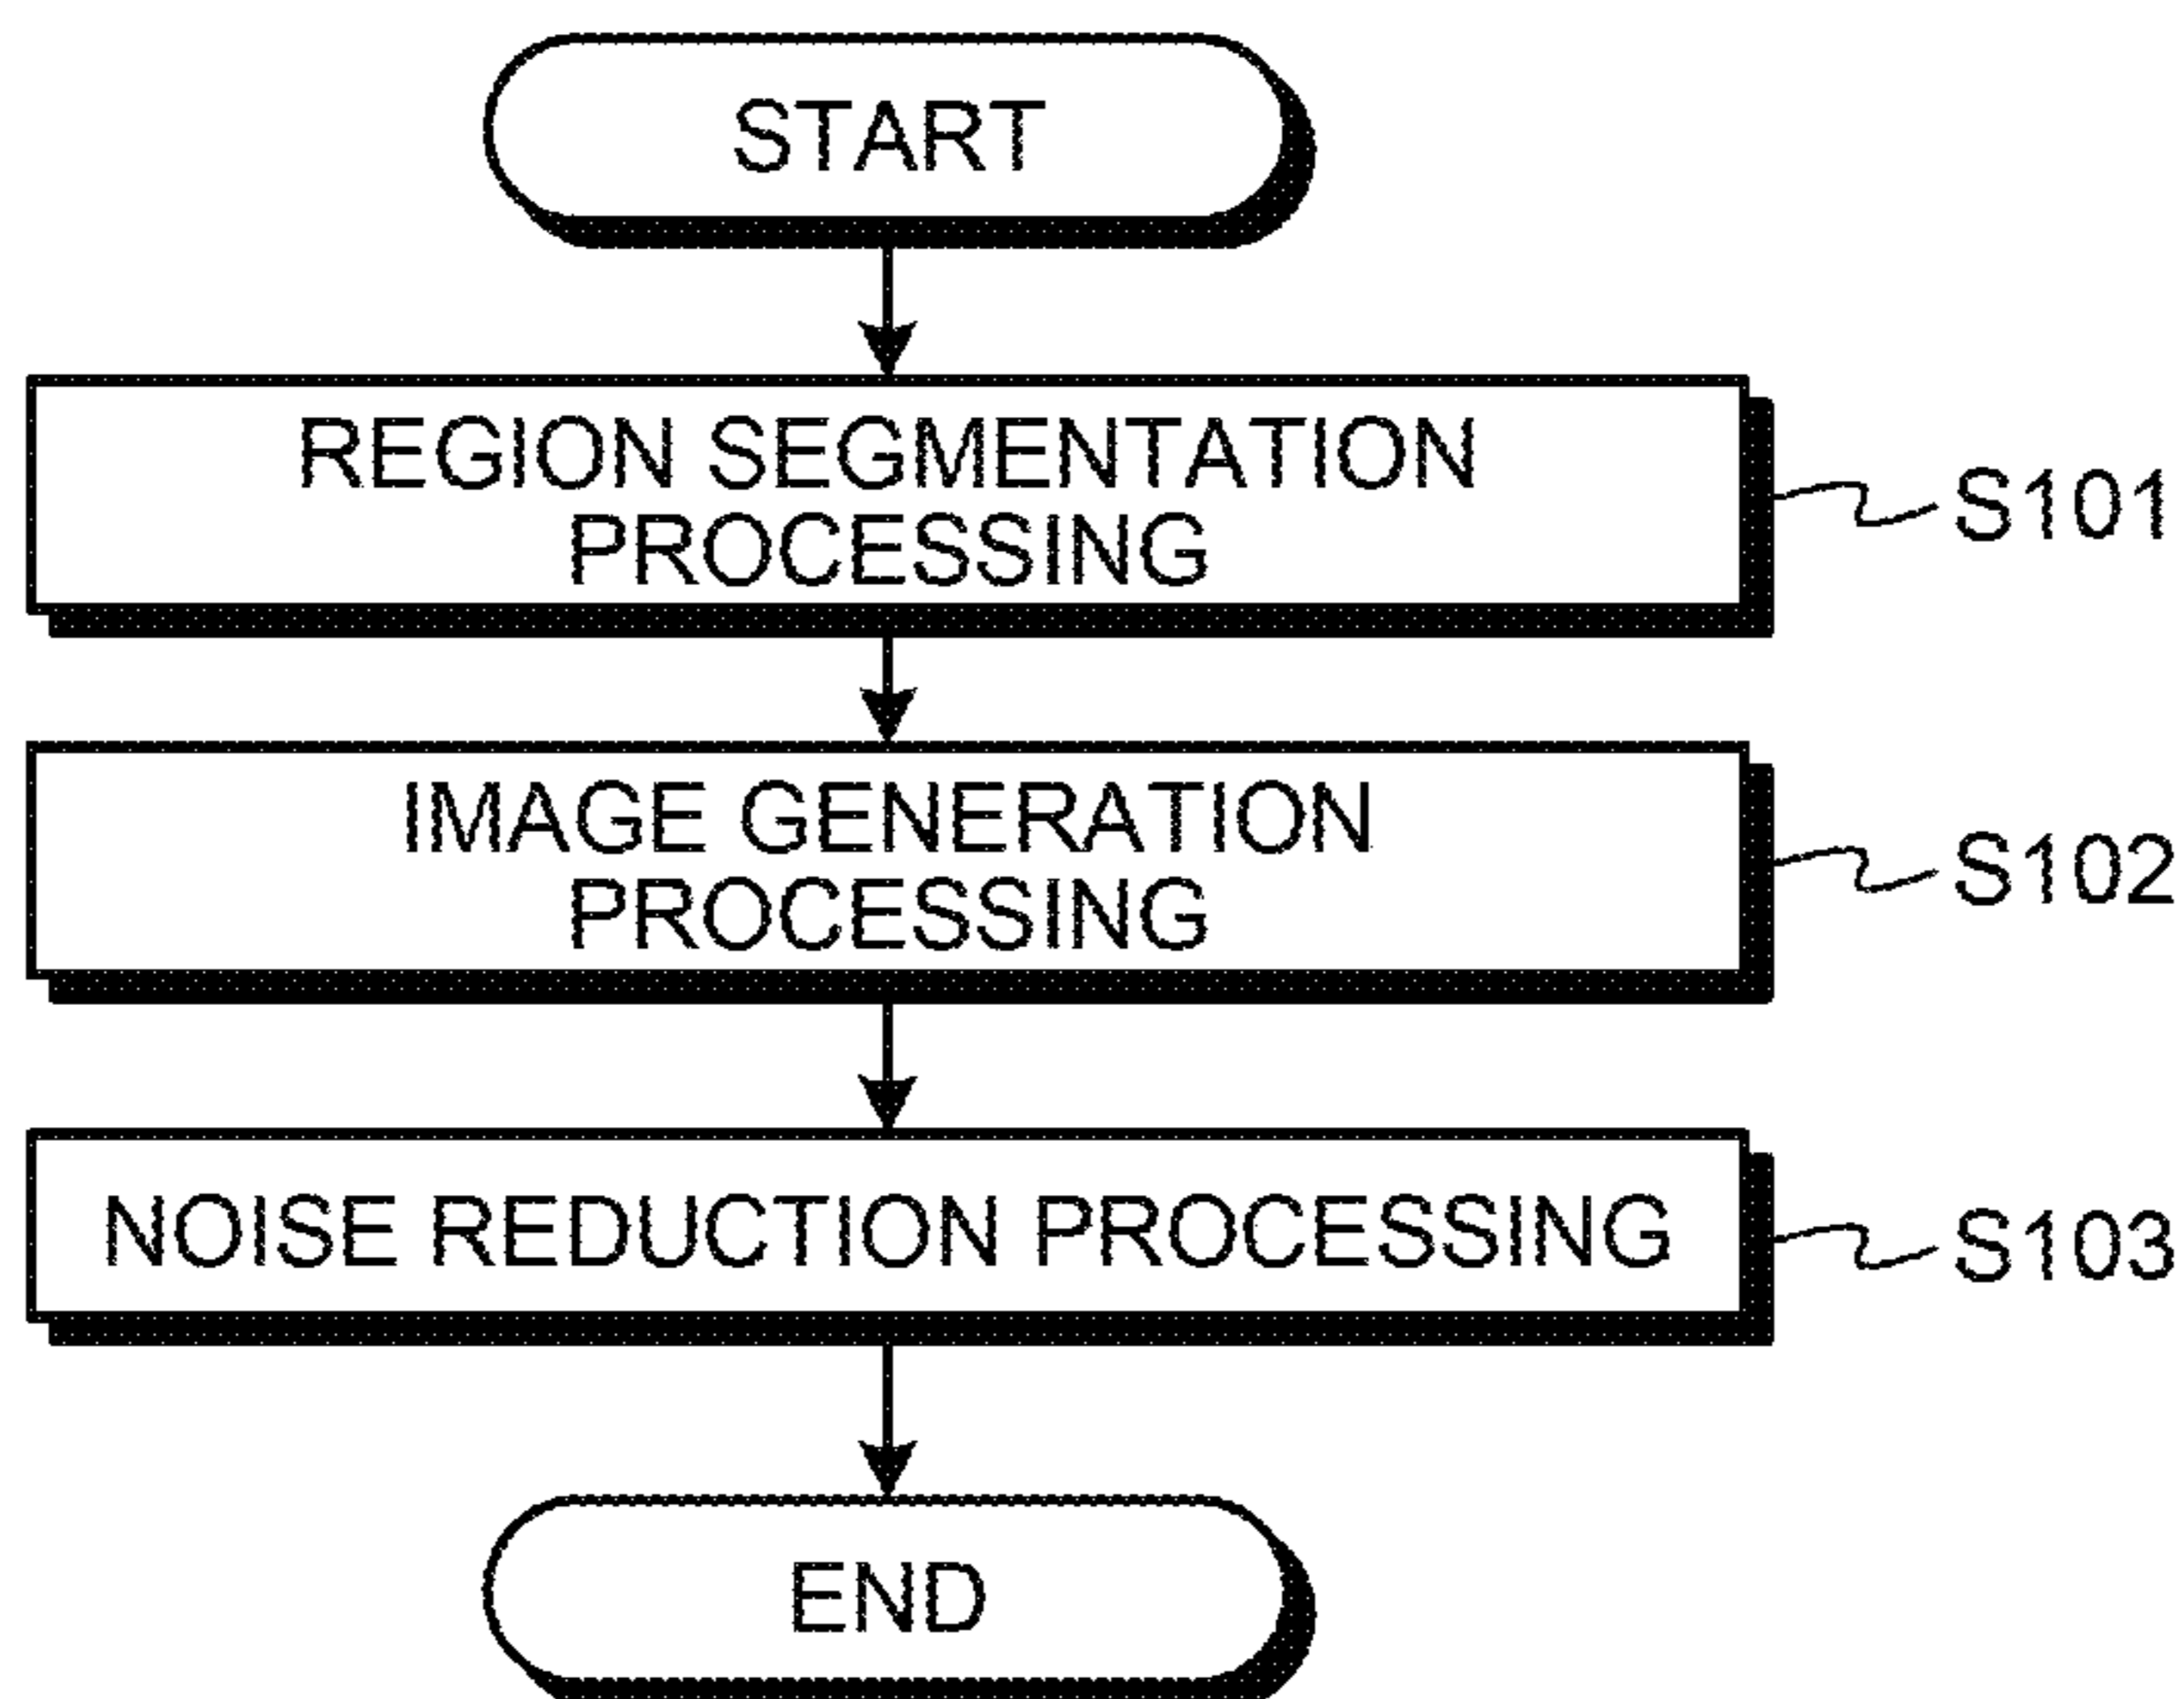 START
REGION SEGMENTATION
PROCESSING
S101
IMAGE GENERATION
PROCESSING
S102
NOISE REDUCTION PROCESSING
S103
END